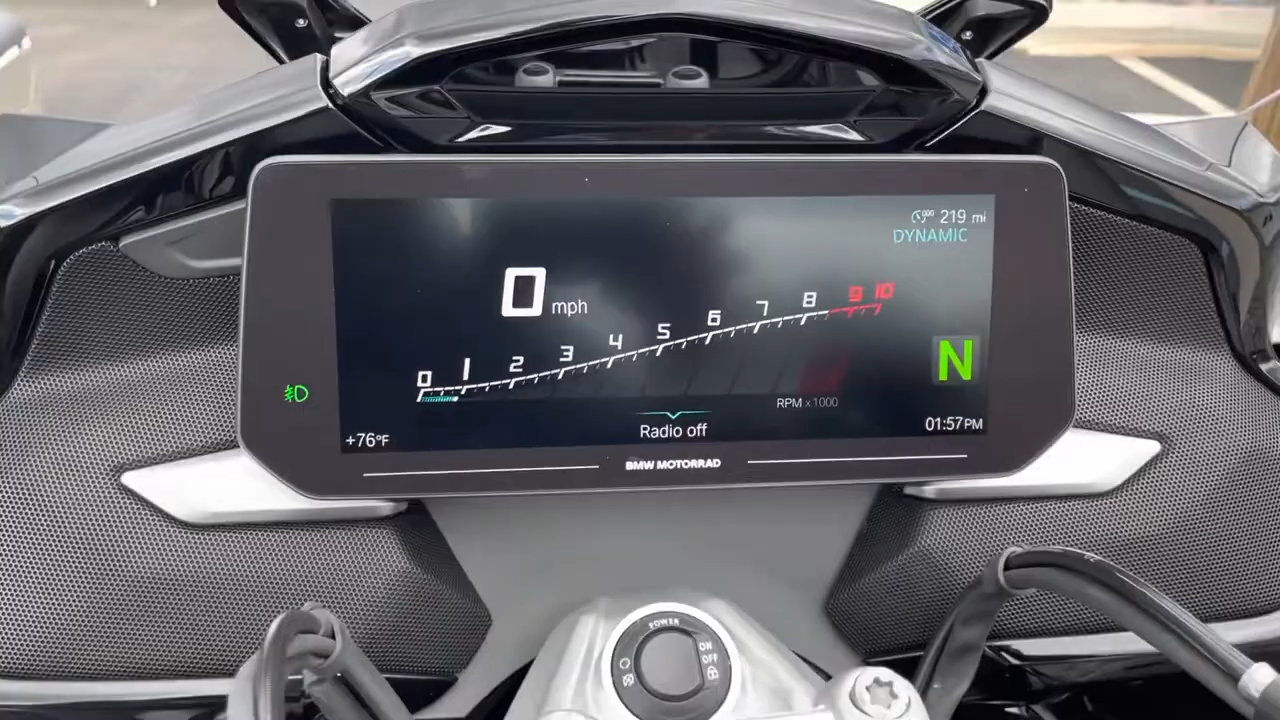 219 mi
DYNAMIC
0 mph
0 1 2 3 4 5 6 7 8 9 10
N
RPM x1000
Radio off
+76°F
01:57PM
BMW MOTORRAD
POWER
ON
OFF